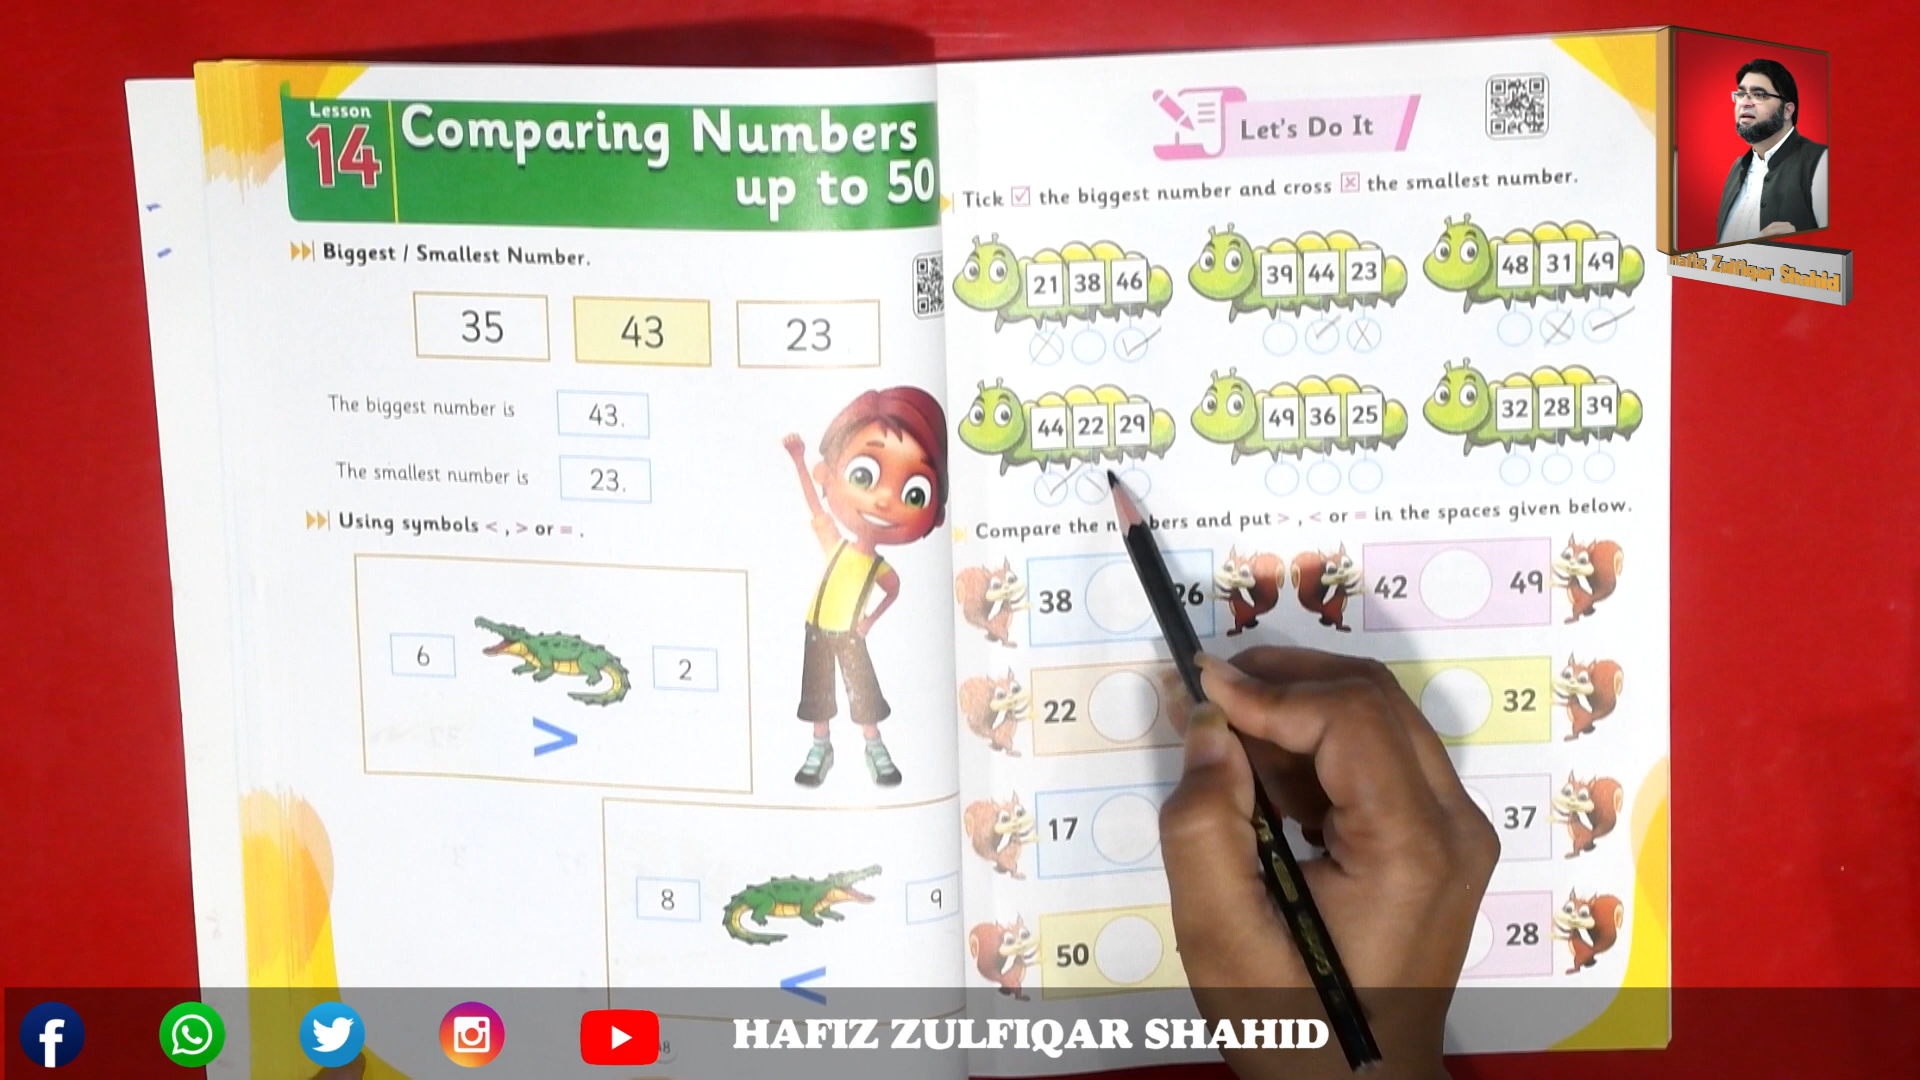 Lesson
14
Comparing Numbers
up to 50
Biggest / Smallest Number.
35 43 23
The biggest number is 43.
The smallest number is 23.
Using symbols < , > or = .
6 2
>
8 9
<
Let's Do It
Tick ☑ the biggest number and cross ☒ the smallest number.
21 38 46
39 44 23
48 31 49
44 22 29
49 36 25
32 28 39
Compare the n bers and put > , < or = in the spaces given below.
38 26
42 49
22
32
17
37
50
28
Hafiz Zulfiqar Shahid
HAFIZ ZULFIQAR SHAHID